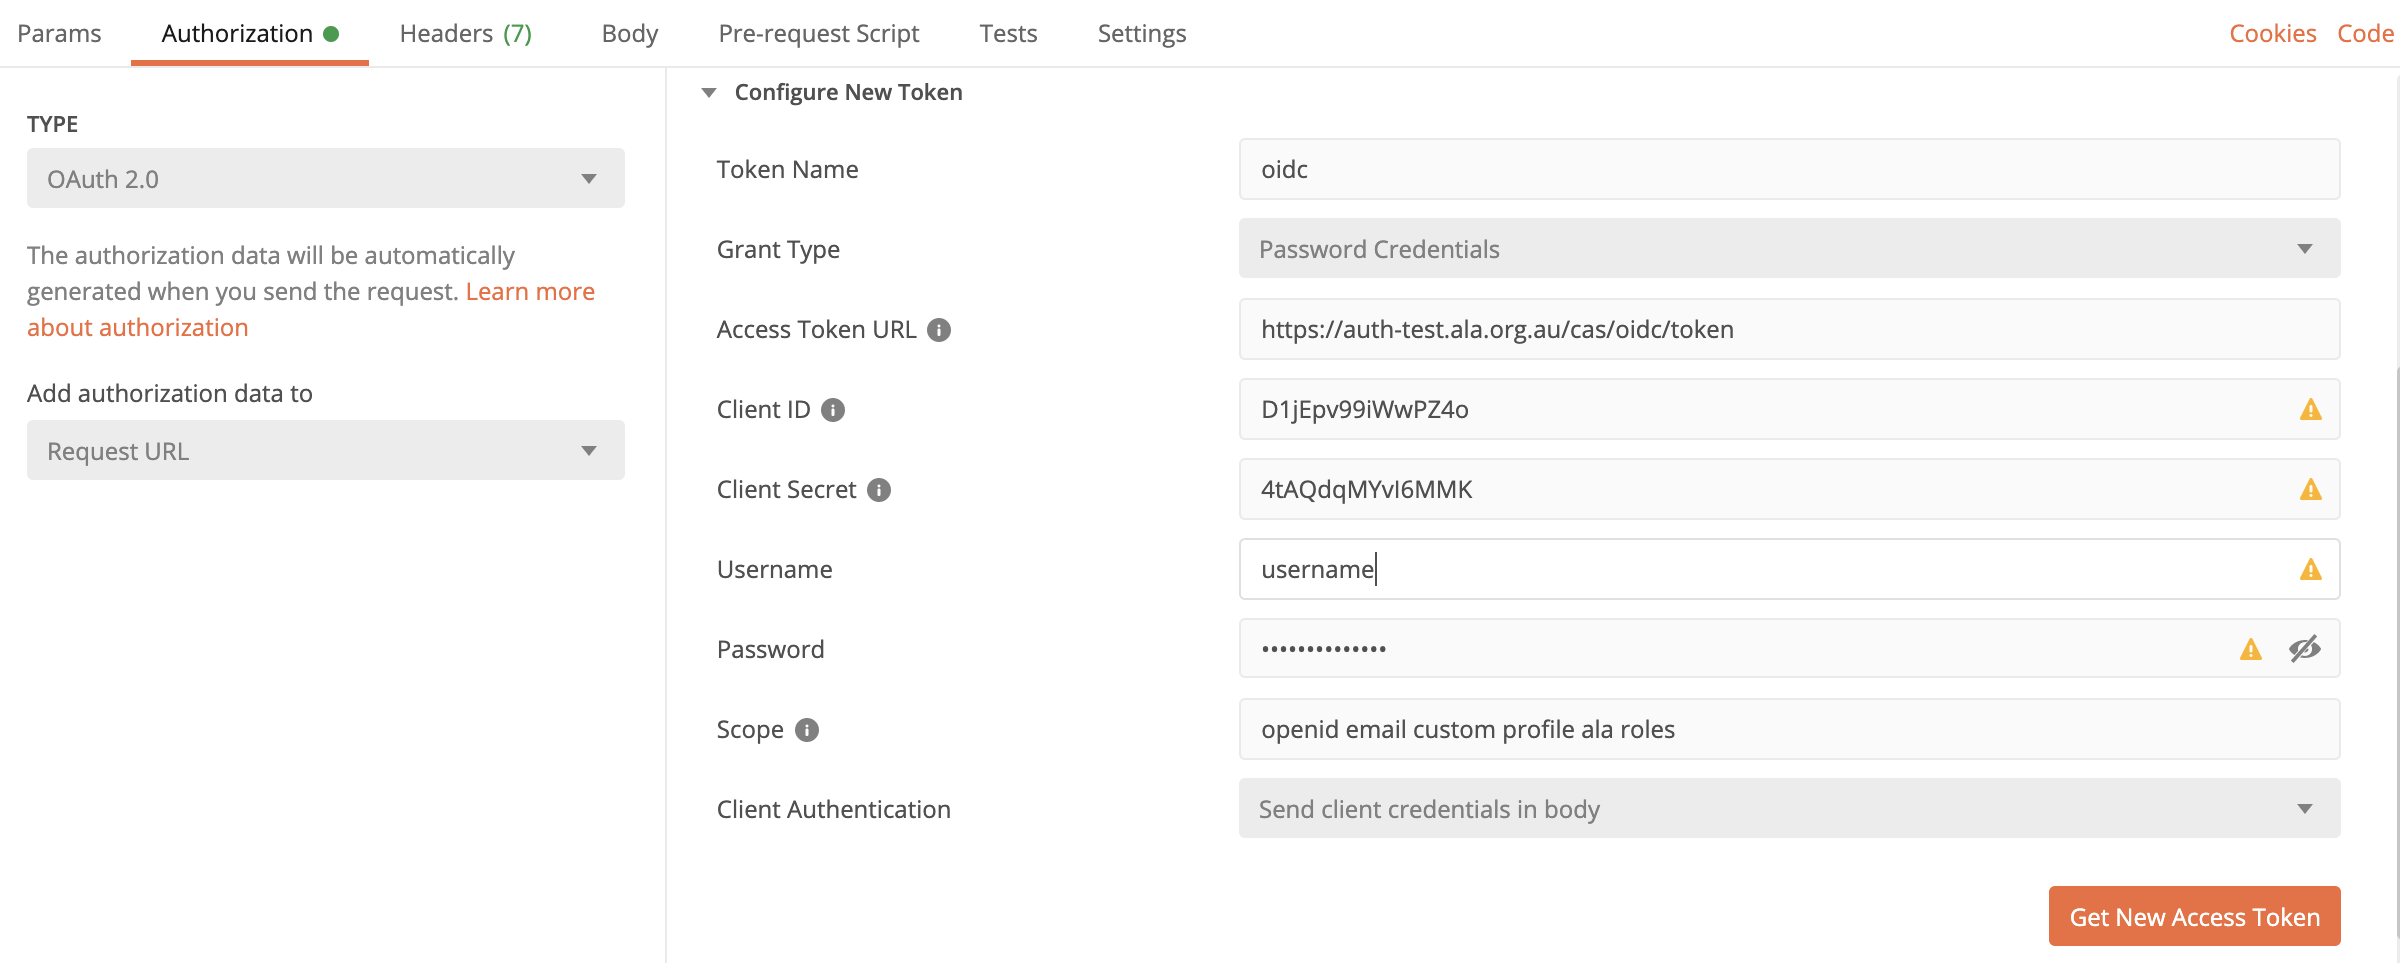 Params Authorization Headers (7) Body Pre-request Script Tests Settings Cookies Code
TYPE
OAuth 2.0
The authorization data will be automatically
generated when you send the request. Learn more
about authorization
Add authorization data to
Request URL
Configure New Token
Token Name oidc
Grant Type Password Credentials
Access Token URL https://auth-test.ala.org.au/cas/oidc/token
Client ID D1jEpv99iWwPZ4o
Client Secret 4tAQdqMYvI6MMK
Username username
Password ••••••••••••••
Scope openid email custom profile ala roles
Client Authentication Send client credentials in body
Get New Access Token